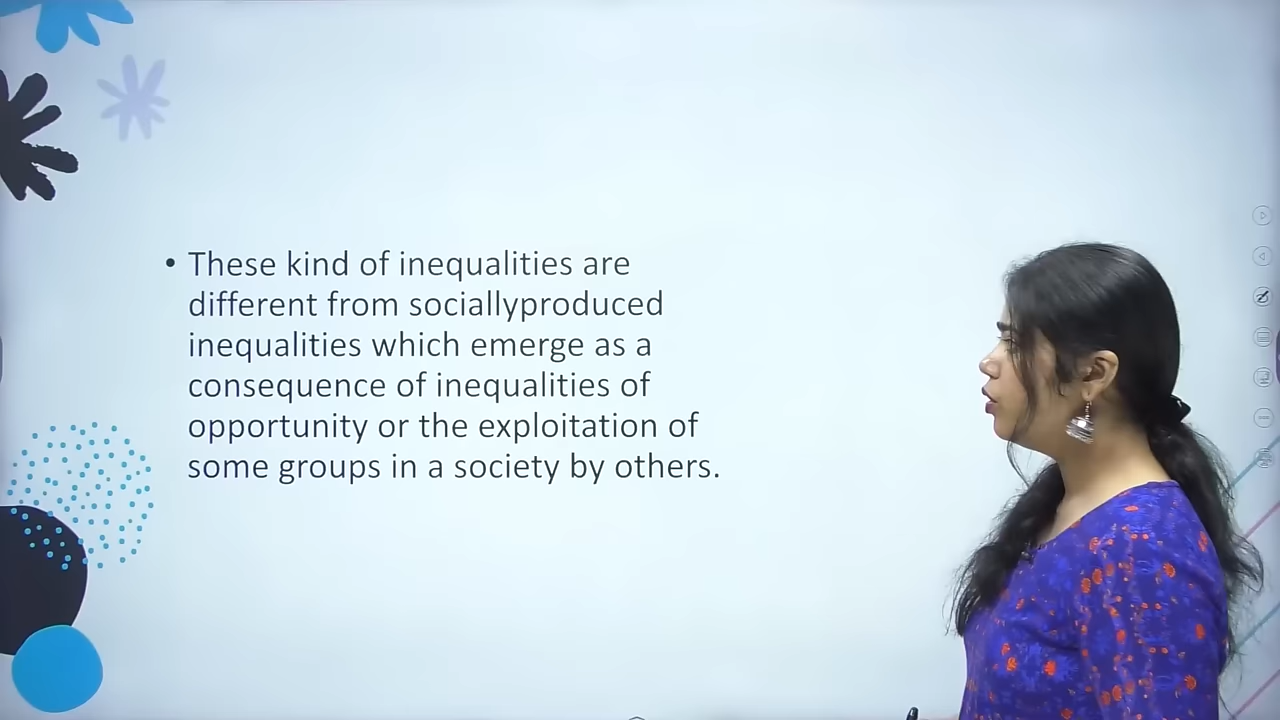 • These kind of inequalities are
different from sociallyproduced
inequalities which emerge as a
consequence of inequalities of
opportunity or the exploitation of
some groups in a society by others.